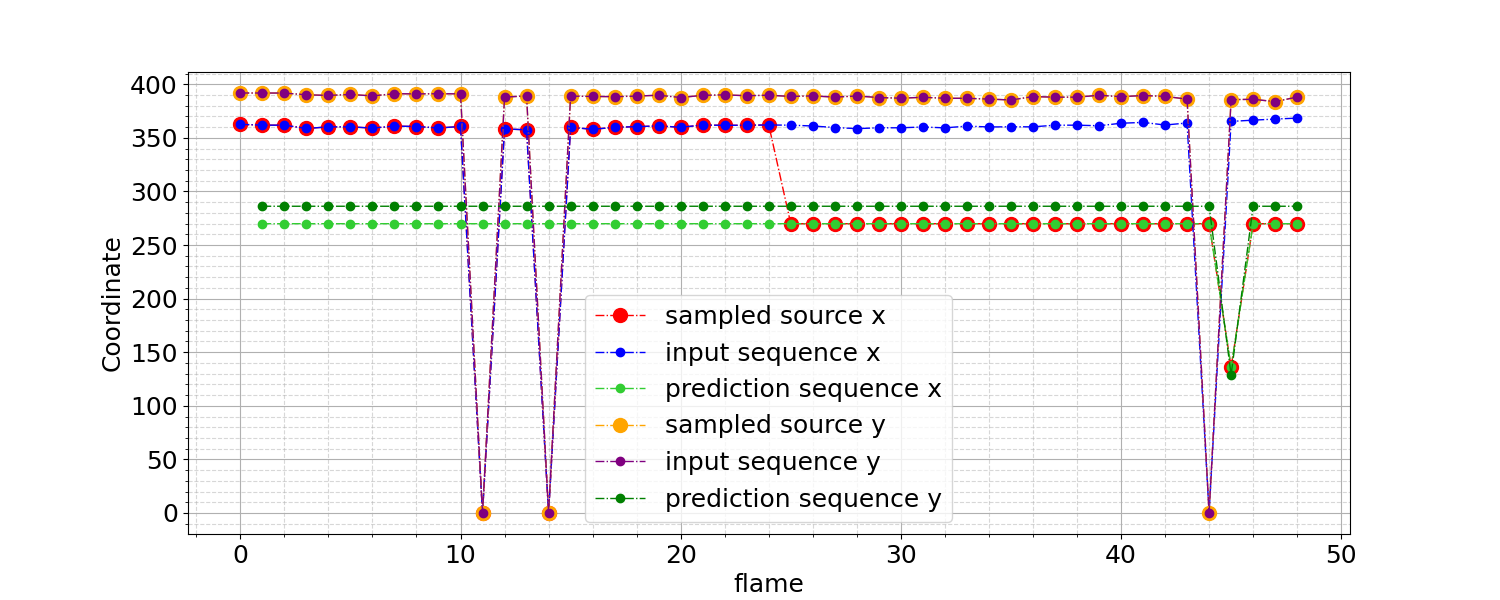 400
350
300
250
200
150
100
50
0
Coordinate
sampled source x
input sequence x
prediction sequence x
sampled source y
input sequence y
prediction sequence y
0 10 20 30 40 50
flame